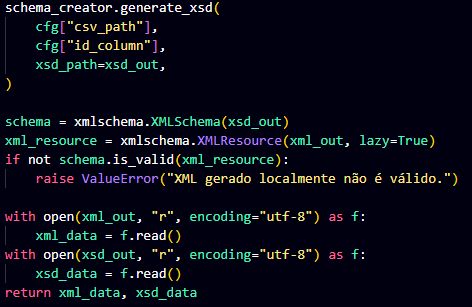 schema_creator.generate_xsd(
    cfg["csv_path"],
    cfg["id_column"],
    xsd_path=xsd_out,
)

schema = xmlschema.XMLSchema(xsd_out)
xml_resource = xmlschema.XMLResource(xml_out, lazy=True)
if not schema.is_valid(xml_resource):
    raise ValueError("XML gerado localmente não é válido.")

with open(xml_out, "r", encoding="utf-8") as f:
    xml_data = f.read()
with open(xsd_out, "r", encoding="utf-8") as f:
    xsd_data = f.read()
return xml_data, xsd_data